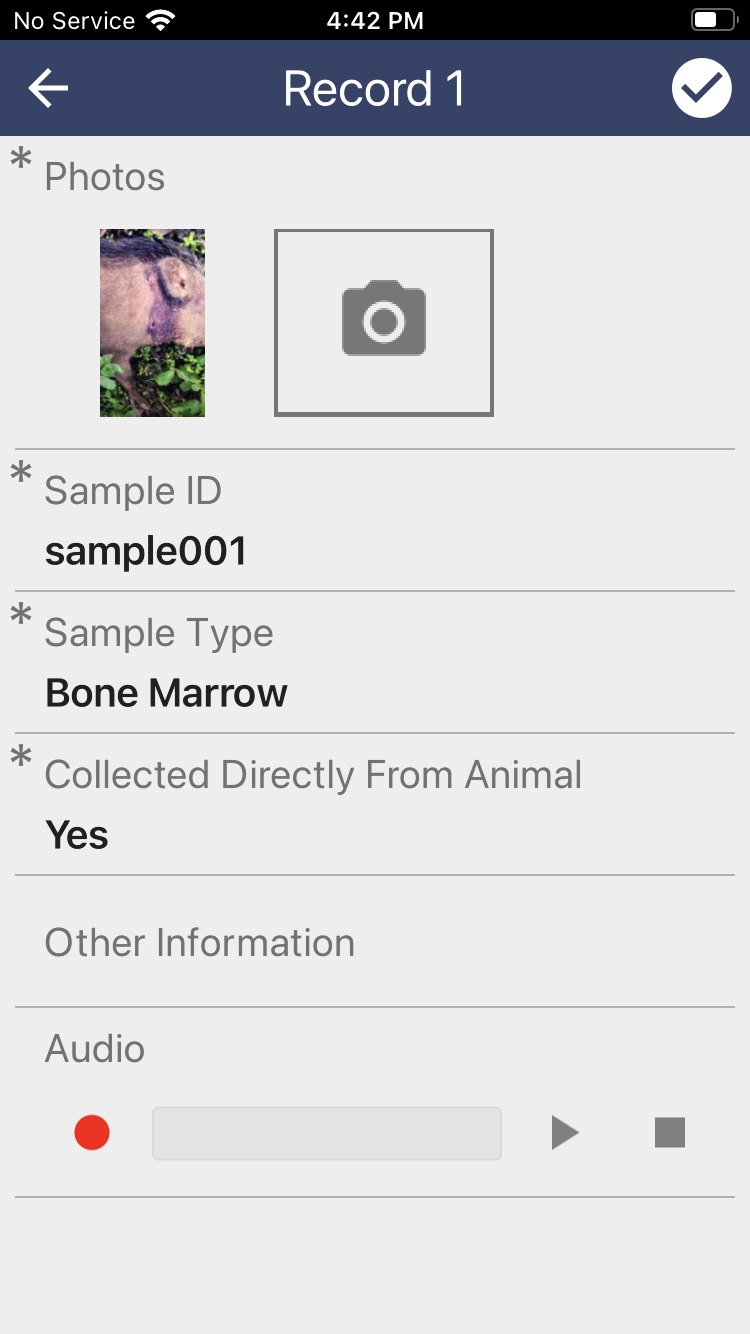 No Service 4:42 PM
Record 1
* Photos
* Sample ID
sample001
* Sample Type
Bone Marrow
* Collected Directly From Animal
Yes
Other Information
Audio